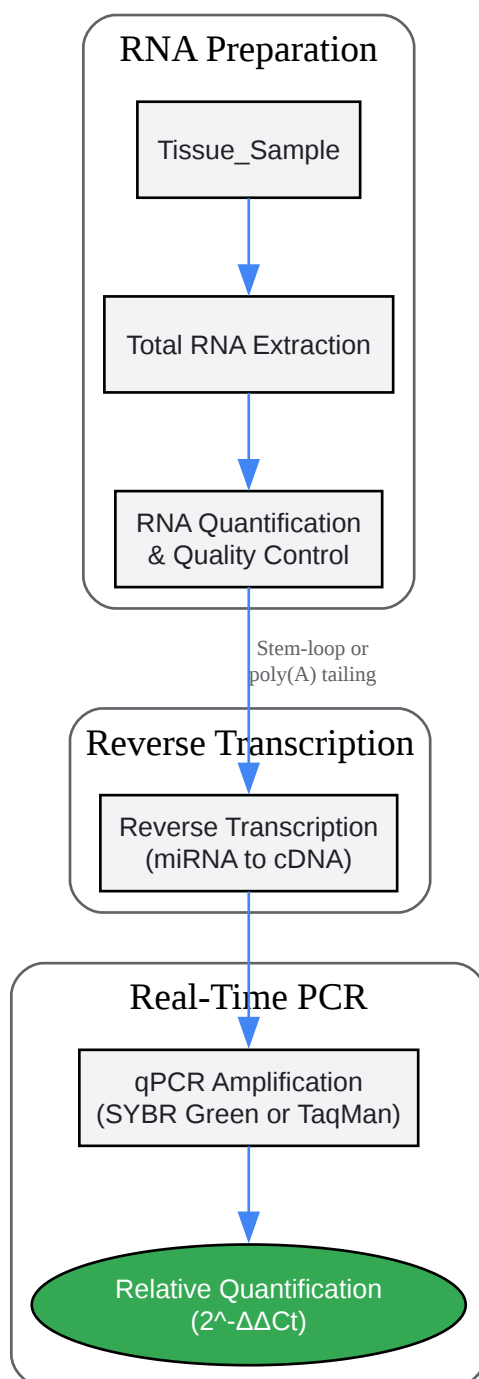 RNA Preparation
Tissue_Sample
Total RNA Extraction
RNA Quantification
& Quality Control
Stem-loop or
poly(A) tailing
Reverse Transcription
Reverse Transcription
(miRNA to cDNA)
Real-Time PCR
qPCR Amplification
(SYBR Green or TaqMan)
Relative Quantification
(2^-ΔΔCt)